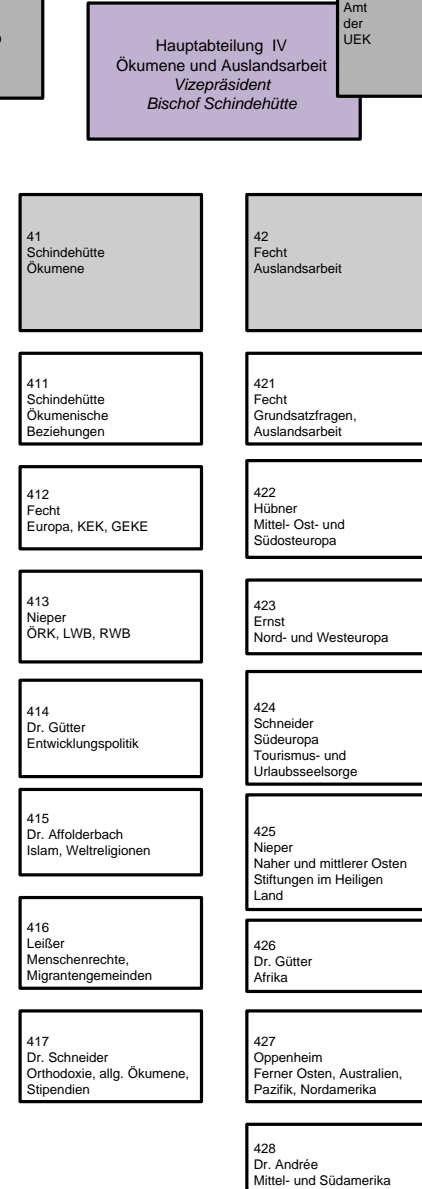 Amt
der
UEK
Hauptabteilung IV
Ökumene und Auslandsarbeit
Vizepräsident
Bischof Schindehütte
41
Schindehütte
Ökumene
411
Schindehütte
Ökumenische
Beziehungen
412
Fecht
Europa, KEK, GEKE
413
Nieper
ÖRK, LWB, RWB
414
Dr. Gütter
Entwicklungspolitik
415
Dr. Affolderbach
Islam, Weltreligionen
416
Leißer
Menschenrechte,
Migrantengemeinden
417
Dr. Schneider
Orthodoxie, allg. Ökumene,
Stipendien
42
Fecht
Auslandsarbeit
421
Fecht
Grundsatzfragen,
Auslandsarbeit
422
Hübner
Mittel- Ost- und
Südosteuropa
423
Ernst
Nord- und Westeuropa
424
Schneider
Südeuropa
Tourismus- und
Urlaubsseelsorge
425
Nieper
Naher und mittlerer Osten
Stiftungen im Heiligen
Land
426
Dr. Gütter
Afrika
427
Oppenheim
Ferner Osten, Australien,
Pazifik, Nordamerika
428
Dr. Andrée
Mittel- und Südamerika